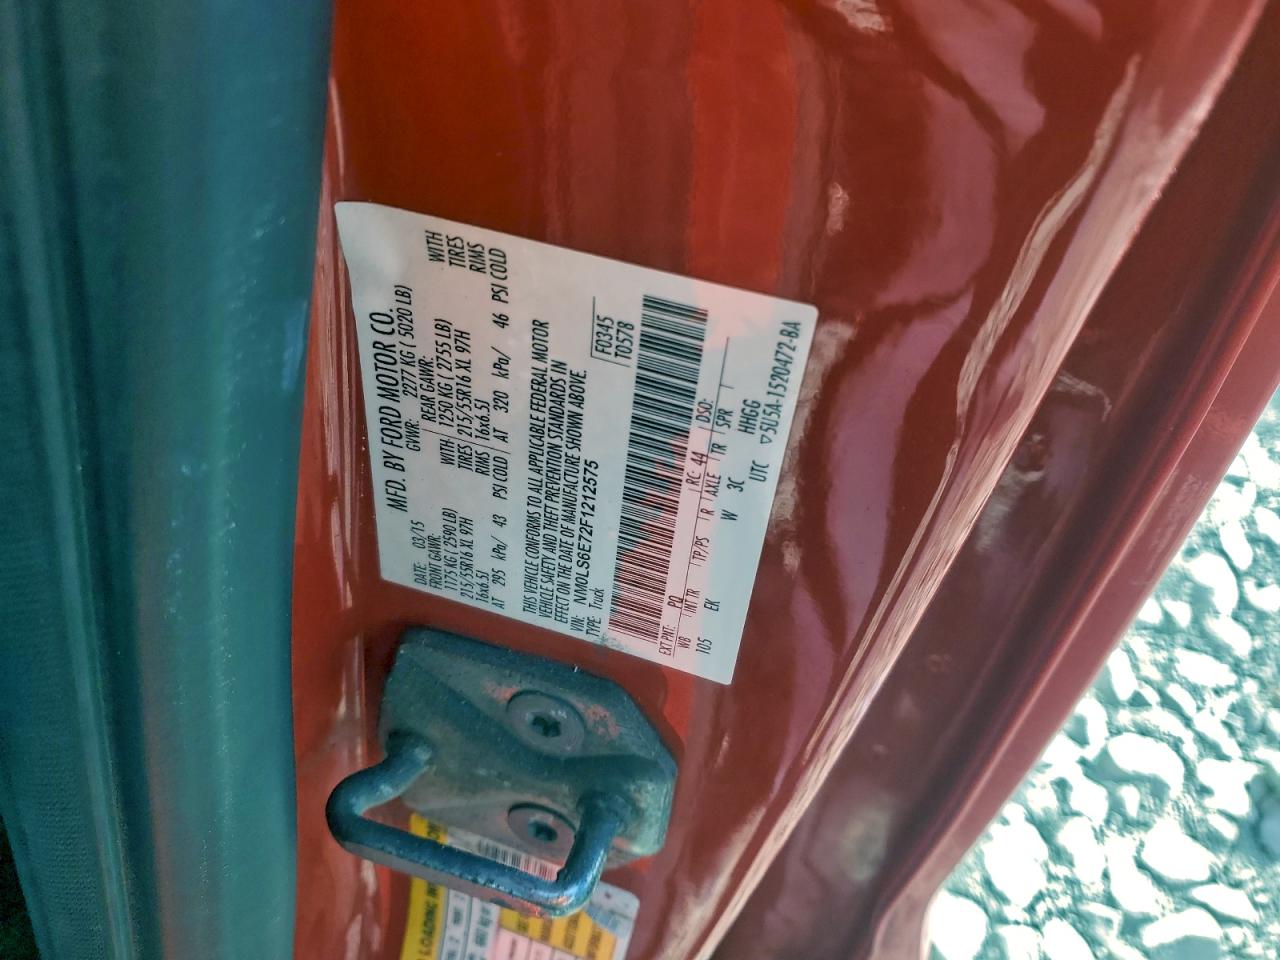 MFD. BY FORD MOTOR CO.
DATE: 03/15 GVWR: 2277 KG ( 5020 LB)
FRONT GAWR: REAR GAWR:
1175 KG ( 2590 LB) WITH 1250 KG ( 2755 LB) WITH
215/55R16 XL 97H TIRES 215/55R16 XL 97H TIRES
16x6.5J RIMS 16x6.5J RIMS
AT 295 kPa/ 43 PSI COLD AT 320 kPa/ 46 PSI COLD
THIS VEHICLE CONFORMS TO ALL APPLICABLE FEDERAL MOTOR
VEHICLE SAFETY AND THEFT PREVENTION STANDARDS IN
EFFECT ON THE DATE OF MANUFACTURE SHOWN ABOVE.
VIN: NM0LS6E72F1212575 F0345
TYPE: Truck T0578
EXT PNT: PQ RC: 44 DSO:
WB INT TR TP/PS R AXLE TR SPR
105 EK W 3C HHGG
UTC ▽5U5A-1520472-BA
LOADING